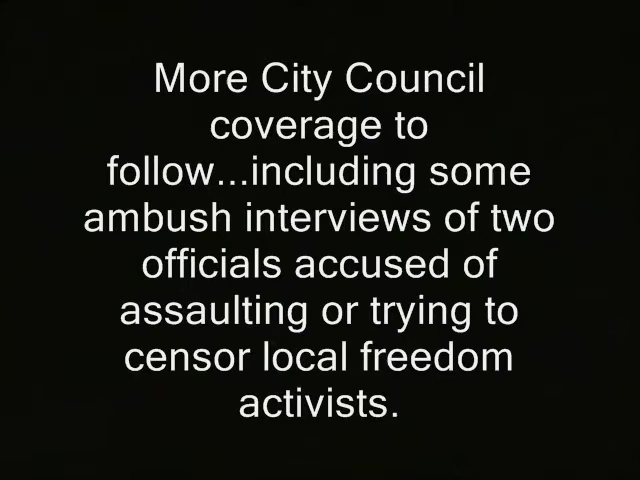 More City Council
coverage to
follow...including some
ambush interviews of two
officials accused of
assaulting or trying to
censor local freedom
activists.